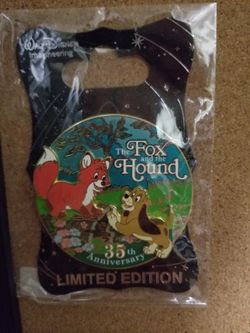 Walt Disney
Imagineering
The Fox
and the
Hound
35th
Anniversary
LIMITED EDITION